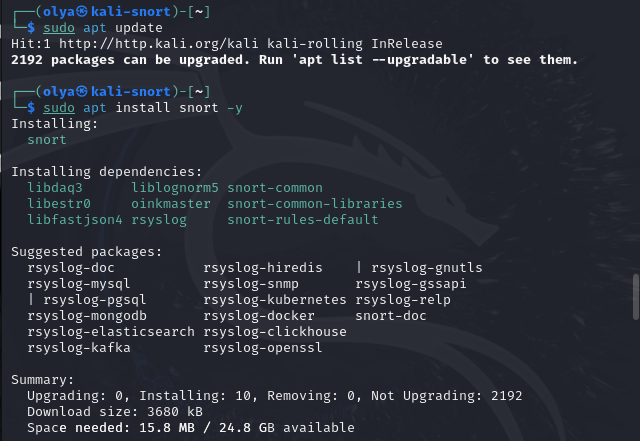 ┌──(olya㉿kali-snort)-[~]
└─$ sudo apt update
Hit:1 http://http.kali.org/kali kali-rolling InRelease
2192 packages can be upgraded. Run 'apt list --upgradable' to see them.
┌──(olya㉿kali-snort)-[~]
└─$ sudo apt install snort -y
Installing:
snort
Installing dependencies:
libdaq3 liblognorm5 snort-common
libestr0 oinkmaster snort-common-libraries
libfastjson4 rsyslog snort-rules-default
Suggested packages:
rsyslog-doc rsyslog-hiredis | rsyslog-gnutls
rsyslog-mysql rsyslog-snmp rsyslog-gssapi
| rsyslog-pgsql rsyslog-kubernetes rsyslog-relp
rsyslog-mongodb rsyslog-docker snort-doc
rsyslog-elasticsearch rsyslog-clickhouse
rsyslog-kafka rsyslog-openssl
Summary:
Upgrading: 0, Installing: 10, Removing: 0, Not Upgrading: 2192
Download size: 3680 kB
Space needed: 15.8 MB / 24.8 GB available